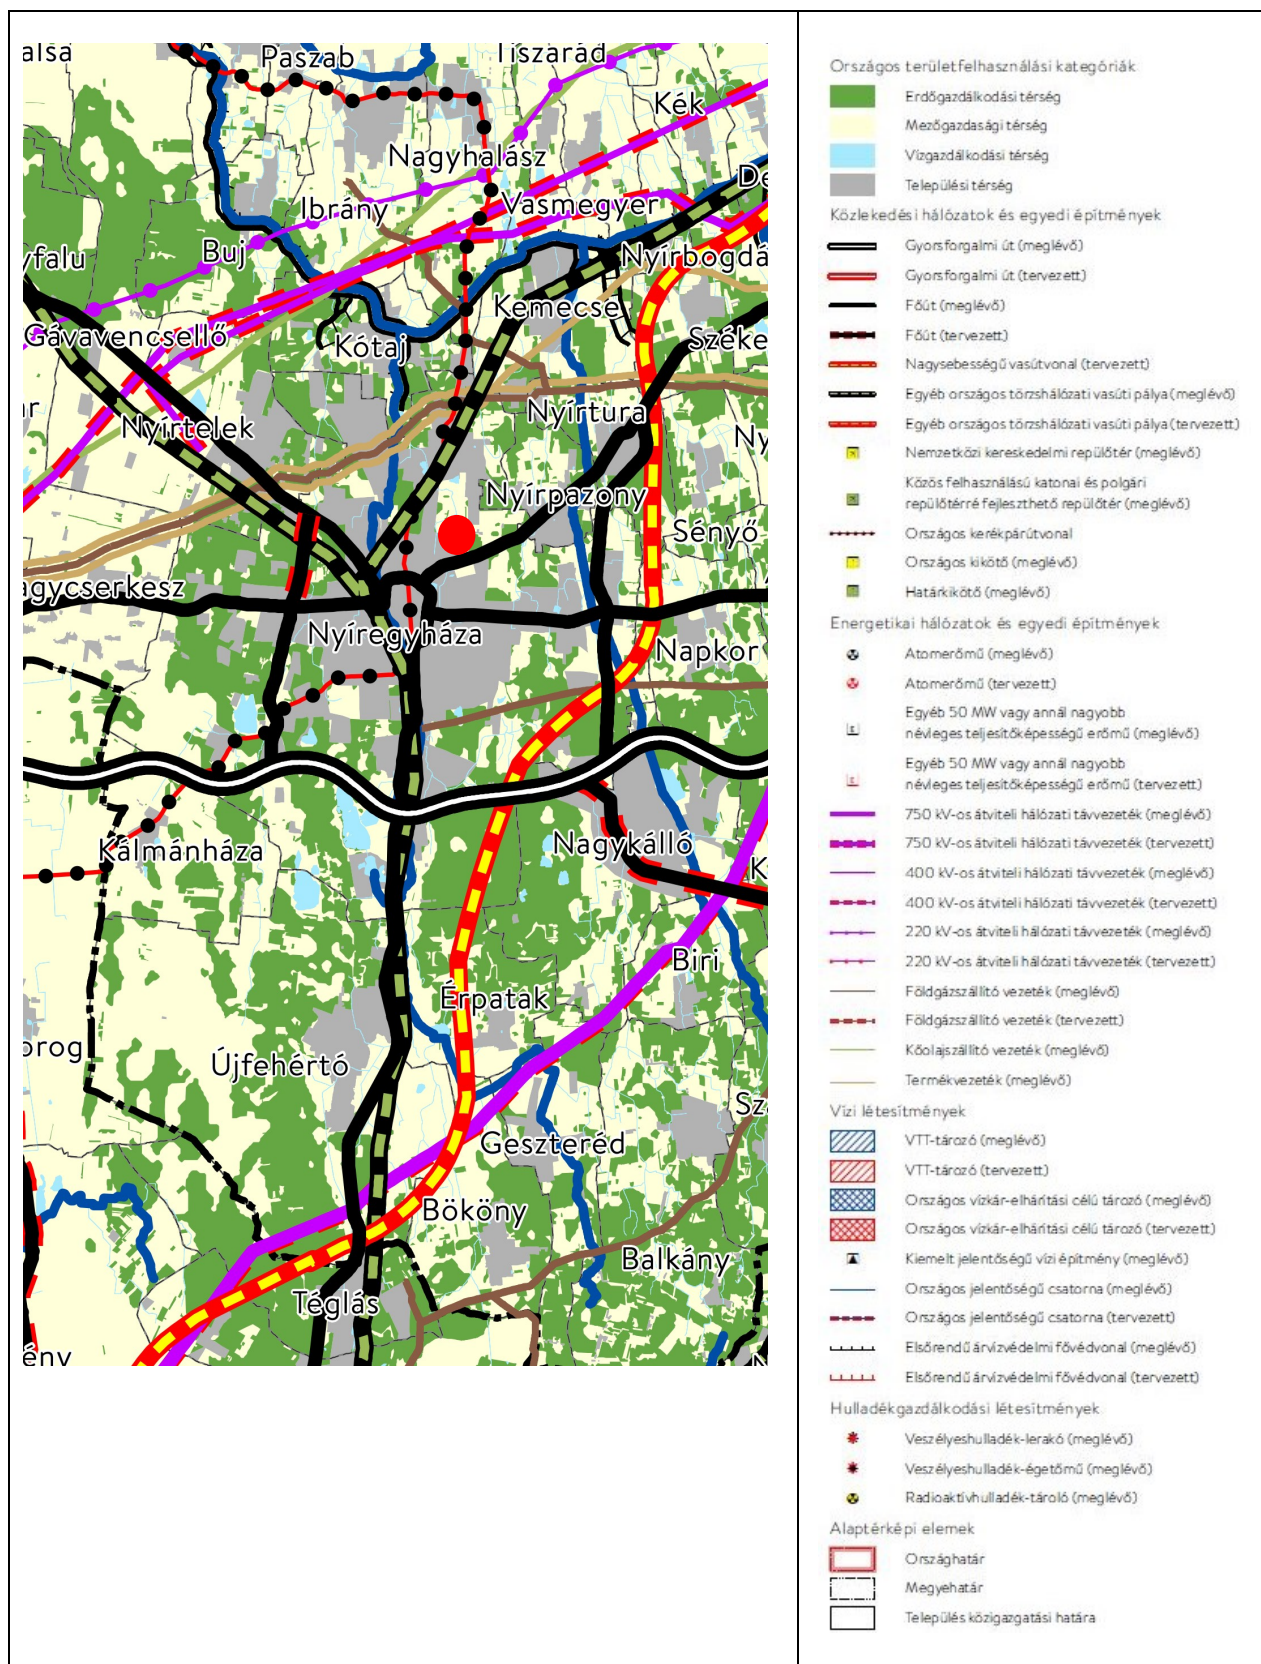 alsa
Paszab
Tiszarád
Kék
Nagyhalász
De
Ibrány
Vasmegyer
Buj
yfalu
Nyírbogdá
Kemecse
Gávavencsellő
Kótaj
Széke
ár
Nyírtelek
Nyírtura
Ny
Nyírpazony
Sényő
agycserkesz
Nyíregyháza
Napkor
Kálmánháza
Nagykálló
K
Biri
Érpatak
orog
Újfehértó
Sz
Geszteréd
Bököny
Balkány
Téglás
ény
Országos területfelhasználási kategóriák
Erdőgazdálkodási térség
Mezőgazdasági térség
Vízgazdálkodási térség
Települési térség
Közlekedési hálózatok és egyedi építmények
Gyorsforgalmi út (meglévő)
Gyorsforgalmi út (tervezett)
Főút (meglévő)
Főút (tervezett)
Nagysebességű vasútvonal (tervezett)
Egyéb országos törzshálózati vasúti pálya (meglévő)
Egyéb országos törzshálózati vasúti pálya (tervezett)
Nemzetközi kereskedelmi repülőtér (meglévő)
Közös felhasználású katonai és polgári
repülőtérré fejleszthető repülőtér (meglévő)
Országos kerékpárútvonal
Országos kikötő (meglévő)
Határkikötő (meglévő)
Energetikai hálózatok és egyedi építmények
Atomerőmű (meglévő)
Atomerőmű (tervezett)
Egyéb 50 MW vagy annál nagyobb
névleges teljesítőképességű erőmű (meglévő)
Egyéb 50 MW vagy annál nagyobb
névleges teljesítőképességű erőmű (tervezett)
750 kV-os átviteli hálózati távvezeték (meglévő)
750 kV-os átviteli hálózati távvezeték (tervezett)
400 kV-os átviteli hálózati távvezeték (meglévő)
400 kV-os átviteli hálózati távvezeték (tervezett)
220 kV-os átviteli hálózati távvezeték (meglévő)
220 kV-os átviteli hálózati távvezeték (tervezett)
Földgázszállító vezeték (meglévő)
Földgázszállító vezeték (tervezett)
Kőolajszállító vezeték (meglévő)
Termékvezeték (meglévő)
Vízi létesítmények
VTT-tározó (meglévő)
VTT-tározó (tervezett)
Országos vízkár-elhárítási célú tározó (meglévő)
Országos vízkár-elhárítási célú tározó (tervezett)
Kiemelt jelentőségű vízi építmény (meglévő)
Országos jelentőségű csatorna (meglévő)
Országos jelentőségű csatorna (tervezett)
Elsőrendű árvízvédelmi fővédvonal (meglévő)
Elsőrendű árvízvédelmi fővédvonal (tervezett)
Hulladékgazdálkodási létesítmények
Veszélyeshulladék-lerakó (meglévő)
Veszélyeshulladék-égetőmű (meglévő)
Radioaktívhulladék-tároló (meglévő)
Alaptérképi elemek
Országhatár
Megyehatár
Település közigazgatási határa